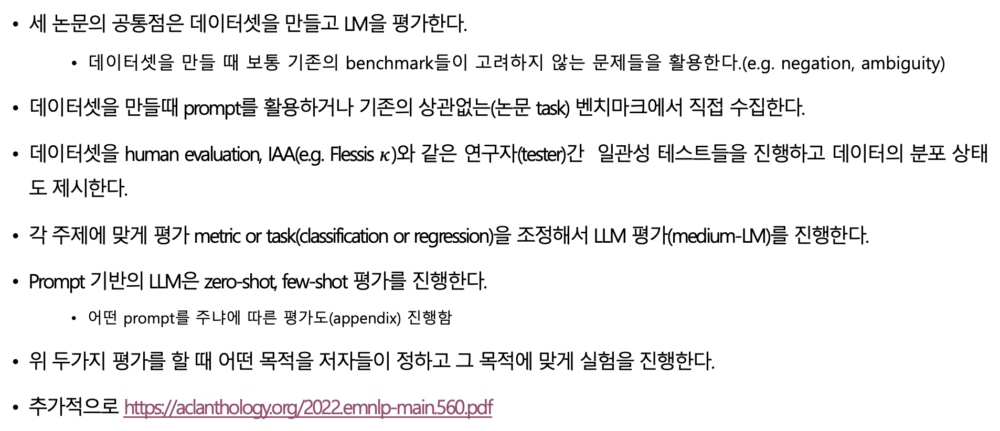 • 세 논문의 공통점은 데이터셋을 만들고 LM을 평가한다.
• 데이터셋을 만들 때 보통 기존의 benchmark들이 고려하지 않는 문제들을 활용한다.(e.g. negation, ambiguity)
• 데이터셋을 만들때 prompt를 활용하거나 기존의 상관없는(논문 task) 벤치마크에서 직접 수집한다.
• 데이터셋을 human evaluation, IAA(e.g. Flessis κ)와 같은 연구자(tester)간 일관성 테스트들을 진행하고 데이터의 분포 상태
도 제시한다.
• 각 주제에 맞게 평가 metric or task(classification or regression)을 조정해서 LLM 평가(medium-LM)를 진행한다.
• Prompt 기반의 LLM은 zero-shot, few-shot 평가를 진행한다.
• 어떤 prompt를 주냐에 따른 평가도(appendix) 진행함
• 위 두가지 평가를 할 때 어떤 목적을 저자들이 정하고 그 목적에 맞게 실험을 진행한다.
• 추가적으로 https://aclanthology.org/2022.emnlp-main.560.pdf